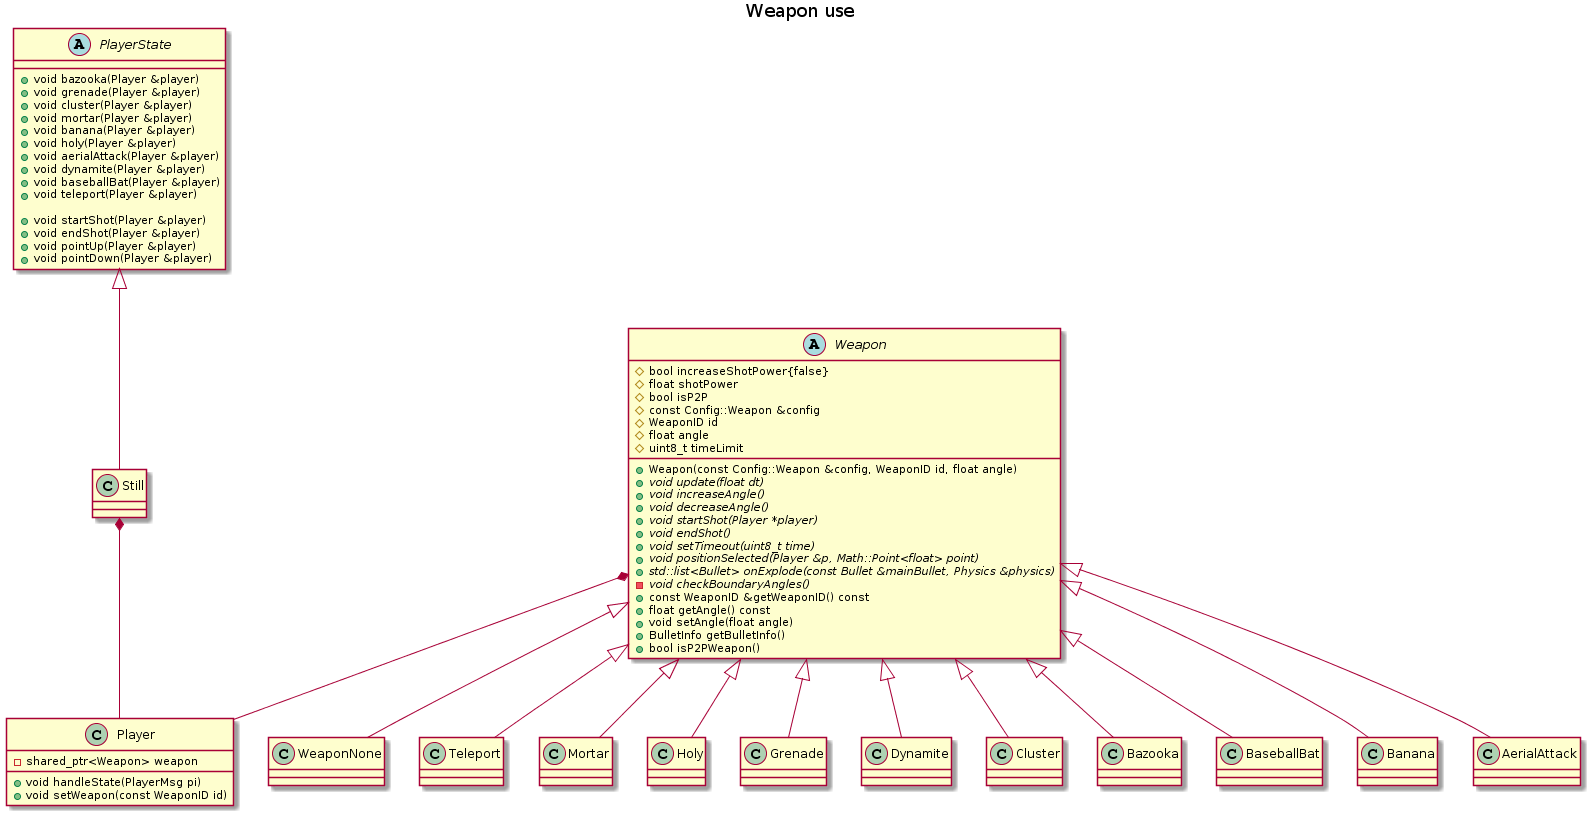 Weapon use
A PlayerState
void bazooka(Player &player)
void grenade(Player &player)
void cluster(Player &player)
void mortar(Player &player)
void banana(Player &player)
void holy(Player &player)
void aerialAttack(Player &player)
void dynamite(Player &player)
void baseballBat(Player &player)
void teleport(Player &player)
void startShot(Player &player)
void endShot(Player &player)
void pointUp(Player &player)
void pointDown(Player &player)
A Weapon
bool increaseShotPower{false}
float shotPower
bool isP2P
const Config::Weapon &config
WeaponID id
float angle
uint8_t timeLimit
Weapon(const Config::Weapon &config, WeaponID id, float angle)
void update(float dt)
void increaseAngle()
void decreaseAngle()
void startShot(Player *player)
void endShot()
void setTimeout(uint8_t time)
void positionSelected(Player &p, Math::Point<float> point)
std::list<Bullet> onExplode(const Bullet &mainBullet, Physics &physics)
void checkBoundaryAngles()
const WeaponID &getWeaponID() const
float getAngle() const
void setAngle(float angle)
BulletInfo getBulletInfo()
bool isP2PWeapon()
C Still
C Player
shared_ptr<Weapon> weapon
void handleState(PlayerMsg pi)
void setWeapon(const WeaponID id)
C WeaponNone
C Teleport
C Mortar
C Holy
C Grenade
C Dynamite
C Cluster
C Bazooka
C BaseballBat
C Banana
C AerialAttack